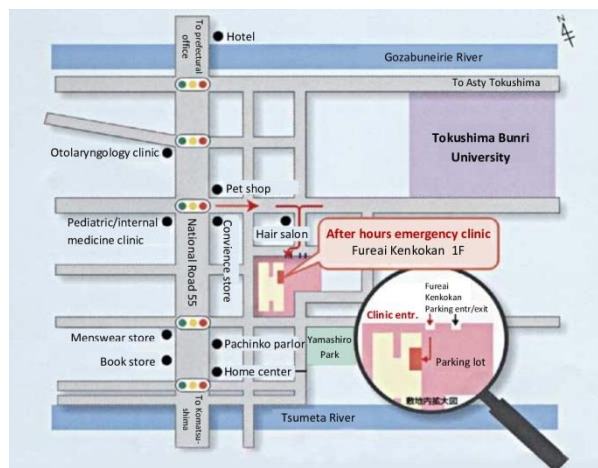 To prefectural
office
Hotel
N
Gozabuneirie River
To Asty Tokushima
Otolaryngology clinic
Tokushima Bunri
University
Pet shop
Pediatric/internal
medicine clinic
National Road 55
Convience store
Hair salon
After hours emergency clinic
Fureai Kenkokan 1F
Menswear store
Book store
Pachinko parlor
Home center
Yamashiro
Park
Fureai
Kenkokan
Parking entr/exit
Clinic entr.
Parking lot
敷地内拡大図
To Komatsu-
shima
Tsumeta River